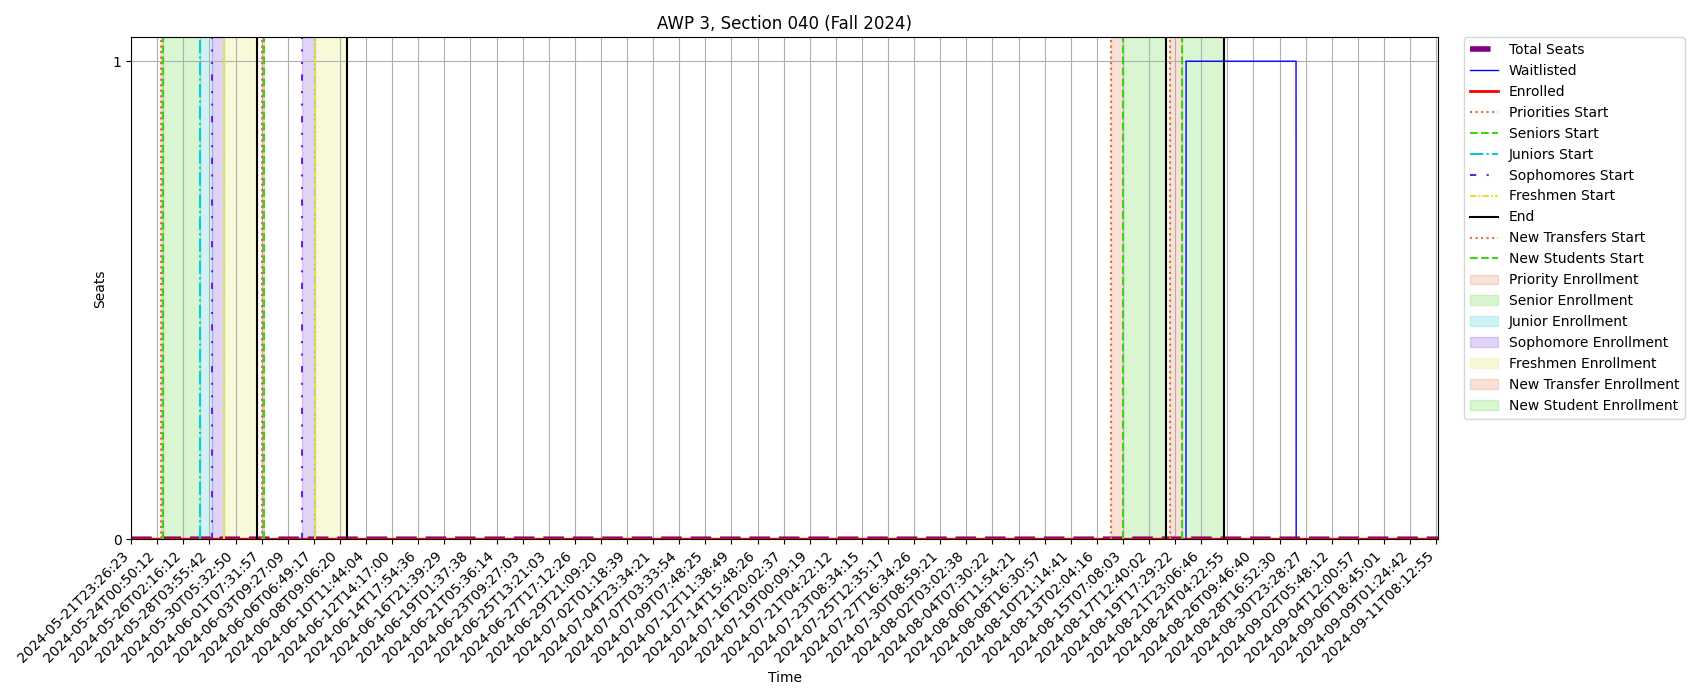 AWP 3, Section 040 (Fall 2024)
1
0
Seats
2024-05-21T23:26:23
2024-05-24T00:50:12
2024-05-26T02:16:12
2024-05-28T03:55:42
2024-05-30T05:32:50
2024-06-01T07:31:57
2024-06-03T09:27:09
2024-06-06T06:49:17
2024-06-08T09:06:20
2024-06-10T11:44:04
2024-06-12T14:17:00
2024-06-14T17:54:36
2024-06-16T21:39:29
2024-06-19T01:37:38
2024-06-21T05:36:14
2024-06-23T09:27:03
2024-06-25T13:21:03
2024-06-27T17:12:26
2024-06-29T21:09:20
2024-07-02T01:18:39
2024-07-04T23:34:21
2024-07-07T03:33:54
2024-07-09T07:48:25
2024-07-12T11:38:49
2024-07-14T15:48:26
2024-07-16T20:02:37
2024-07-19T00:09:19
2024-07-21T04:22:12
2024-07-23T08:34:15
2024-07-25T12:35:17
2024-07-27T16:34:26
2024-07-30T08:59:21
2024-08-02T03:02:38
2024-08-04T07:30:22
2024-08-06T11:54:21
2024-08-08T16:30:57
2024-08-10T21:14:41
2024-08-13T02:04:16
2024-08-15T07:08:03
2024-08-17T12:40:02
2024-08-19T17:29:22
2024-08-21T23:06:46
2024-08-24T04:22:55
2024-08-26T09:46:40
2024-08-28T16:52:30
2024-08-30T23:28:27
2024-09-02T05:48:12
2024-09-04T12:00:57
2024-09-06T18:45:01
2024-09-09T01:24:42
2024-09-11T08:12:55
Time
Total Seats
Waitlisted
Enrolled
Priorities Start
Seniors Start
Juniors Start
Sophomores Start
Freshmen Start
End
New Transfers Start
New Students Start
Priority Enrollment
Senior Enrollment
Junior Enrollment
Sophomore Enrollment
Freshmen Enrollment
New Transfer Enrollment
New Student Enrollment